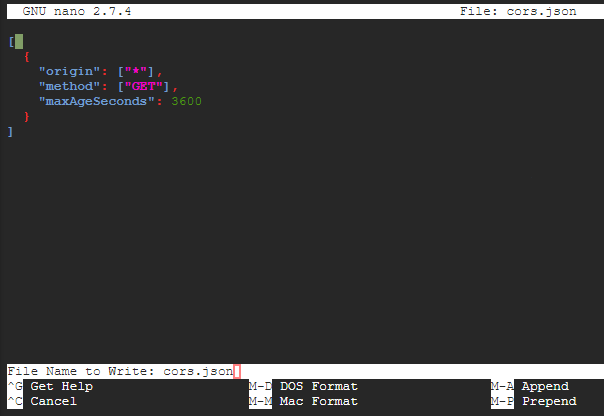 GNU nano 2.7.4 File: cors.json
[
{
"origin": ["*"],
"method": ["GET"],
"maxAgeSeconds": 3600
}
]
File Name to Write: cors.json
^G Get Help M-D DOS Format M-A Append
^C Cancel M-M Mac Format M-P Prepend